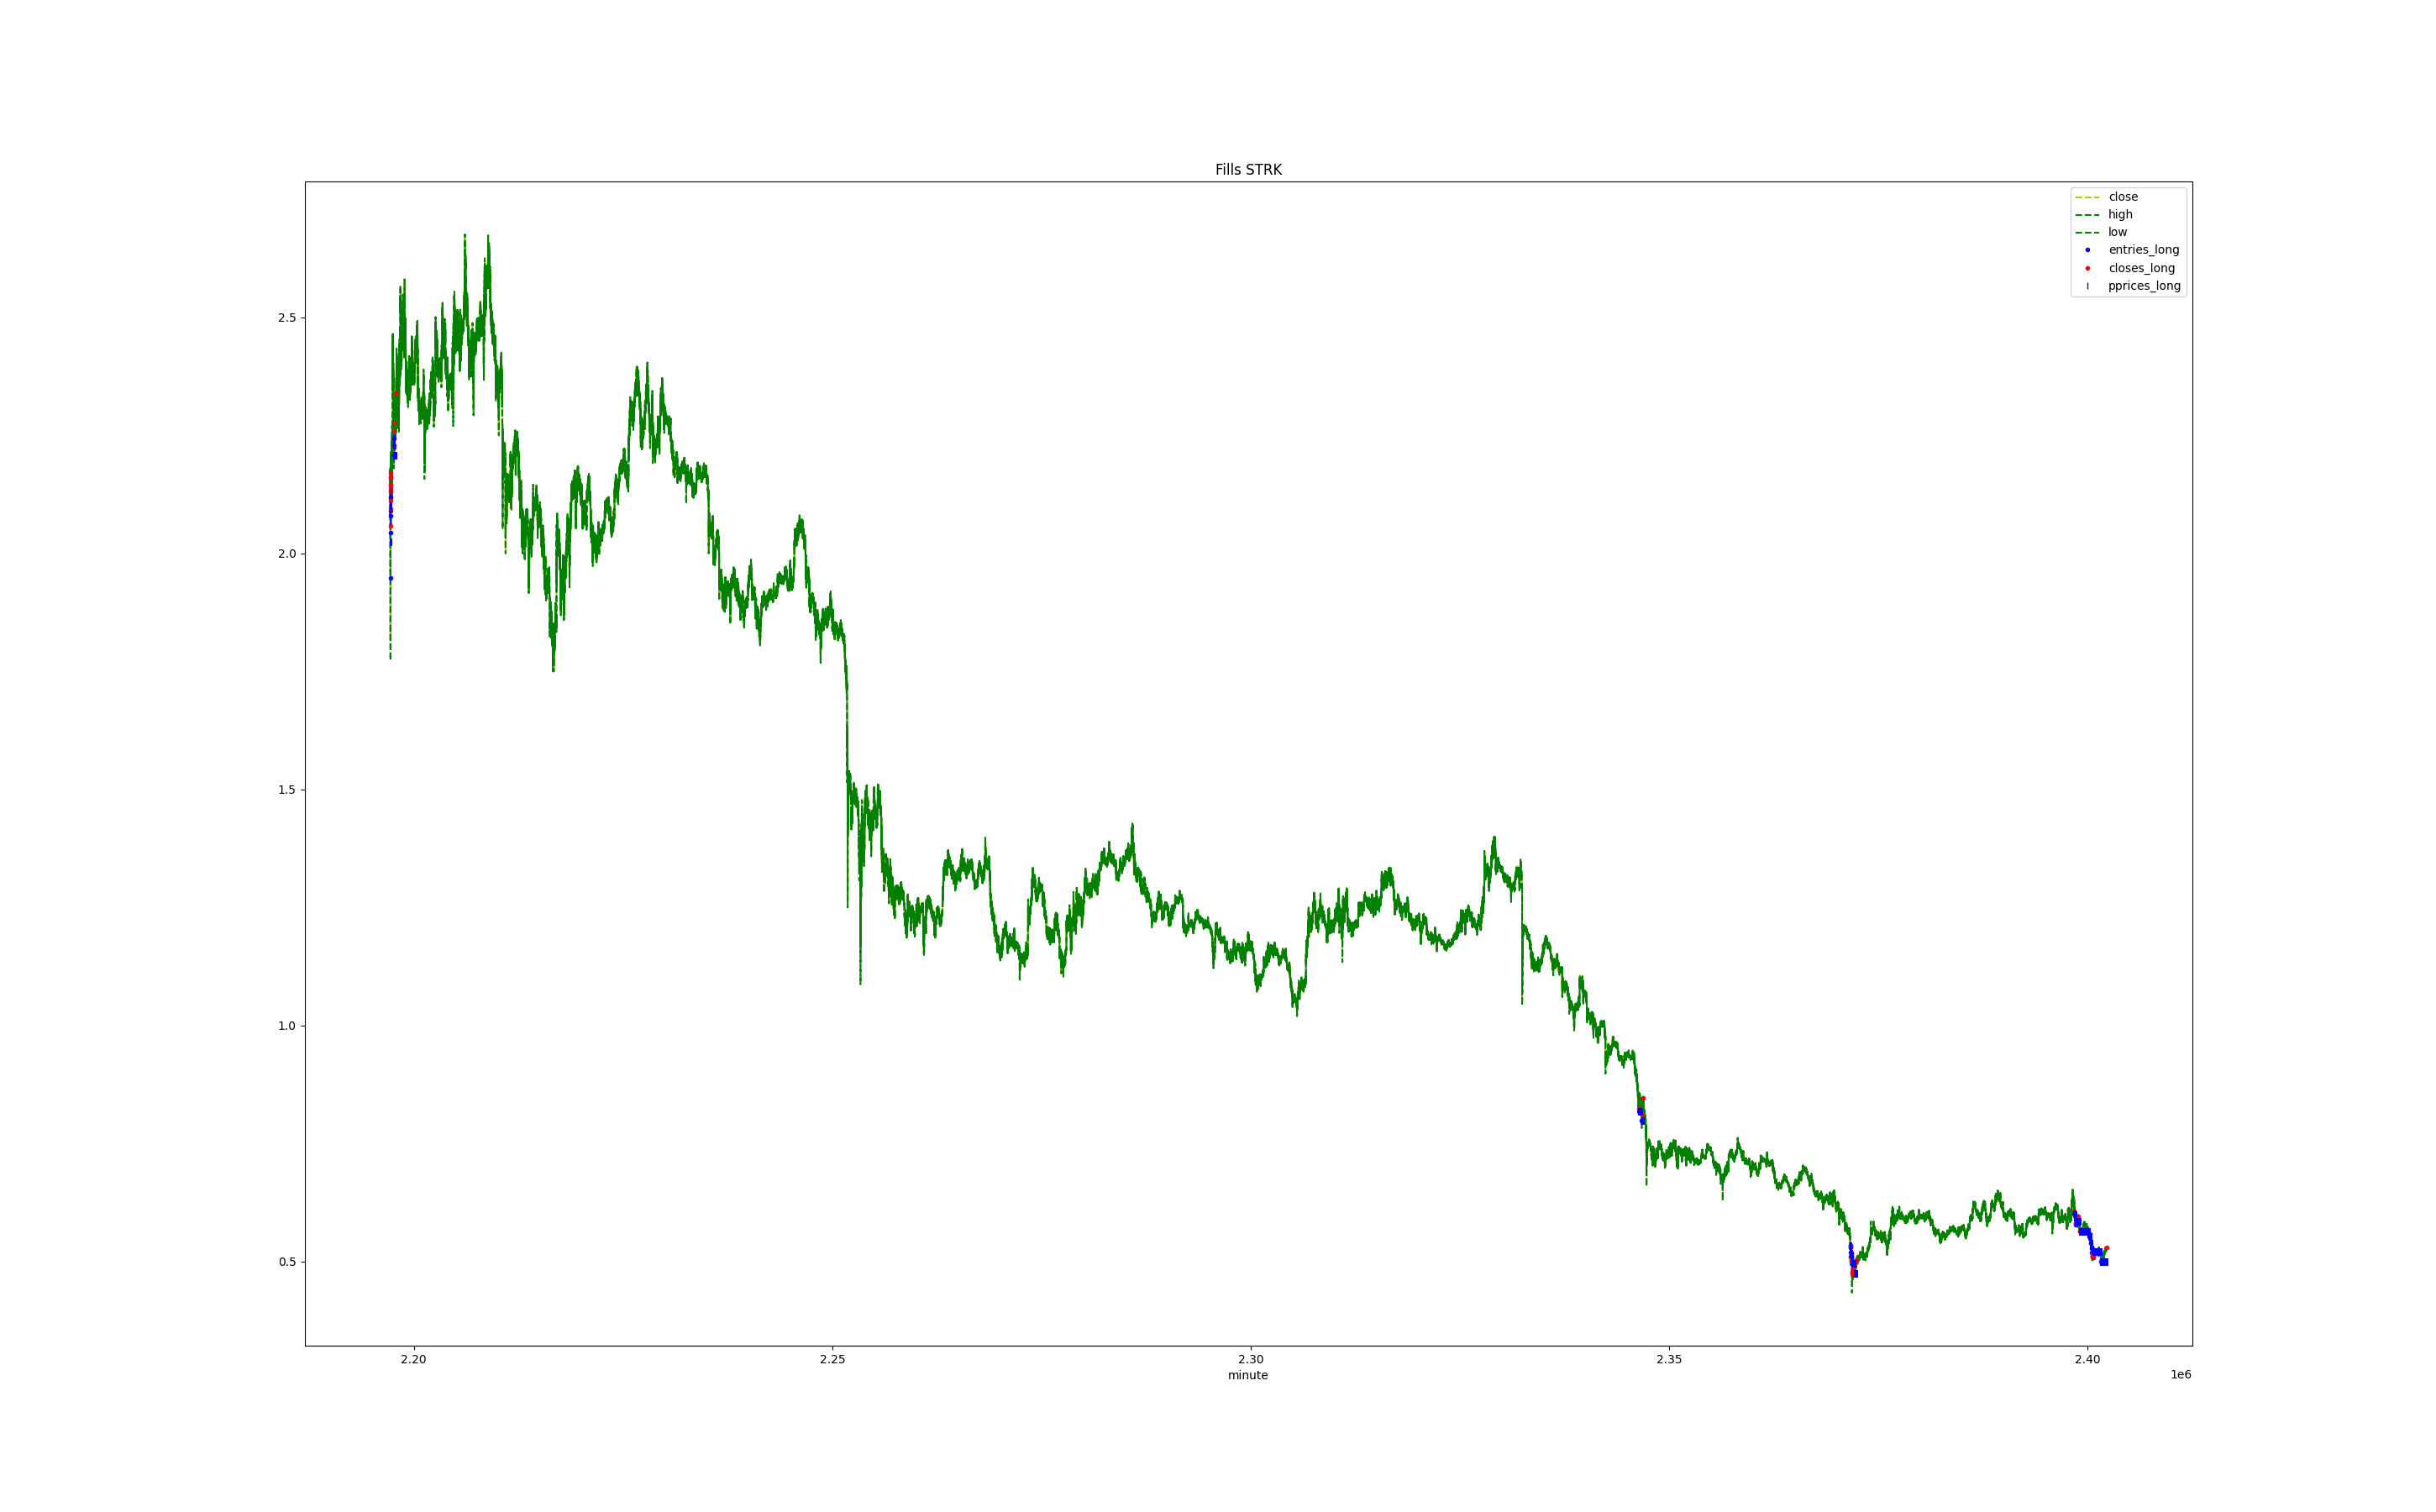 Fills STRK
close
high
low
entries_long
closes_long
pprices_long
2.5
2.0
1.5
1.0
0.5
2.20
2.25
2.30
2.35
2.40
minute
1e6